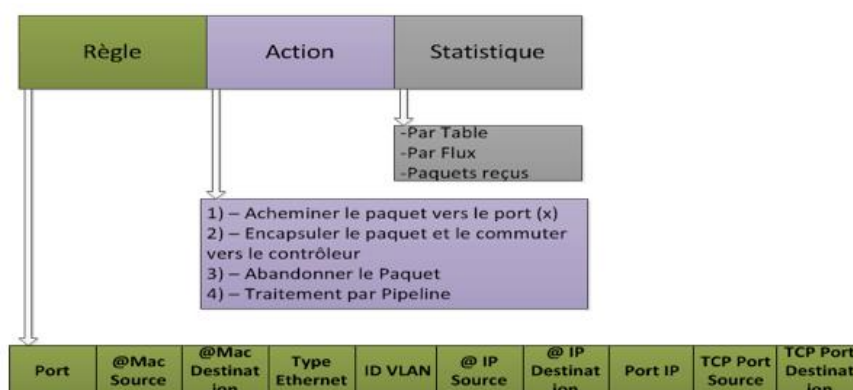 Règle
Action
Statistique
-Par Table
-Par Flux
-Paquets reçus
1) – Acheminer le paquet vers le port (x)
2) – Encapsuler le paquet et le commuter
vers le contrôleur
3) – Abandonner le Paquet
4) – Traitement par Pipeline
Port
@Mac
Source
@Mac
Destinat
ion
Type
Ethernet
ID VLAN
@ IP
Source
@ IP
Destinat
ion
Port IP
TCP Port
Source
TCP Port
Destinat
ion